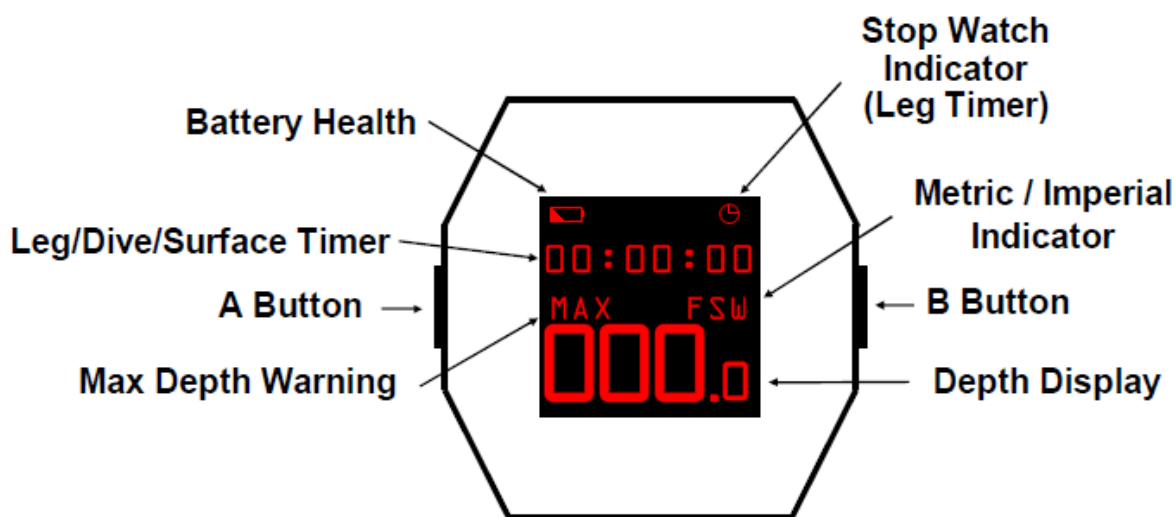 Stop Watch
Indicator
(Leg Timer)
Battery Health
Metric / Imperial
Indicator
Leg/Dive/Surface Timer
00:00:00
A Button
B Button
MAX FSW
Max Depth Warning
000.0
Depth Display